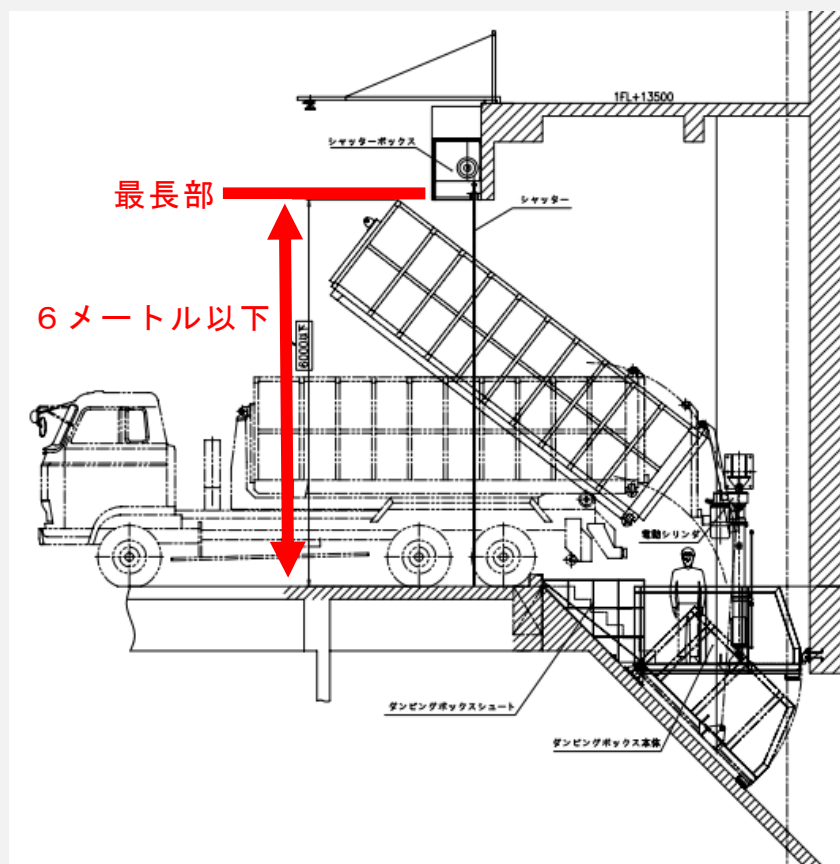 1FL+13500
シャッターボックス
最長部
シャッター
6メートル以下
6000以下
電動シリンダ
ダンピングボックスシュート
ダンピングボックス本体